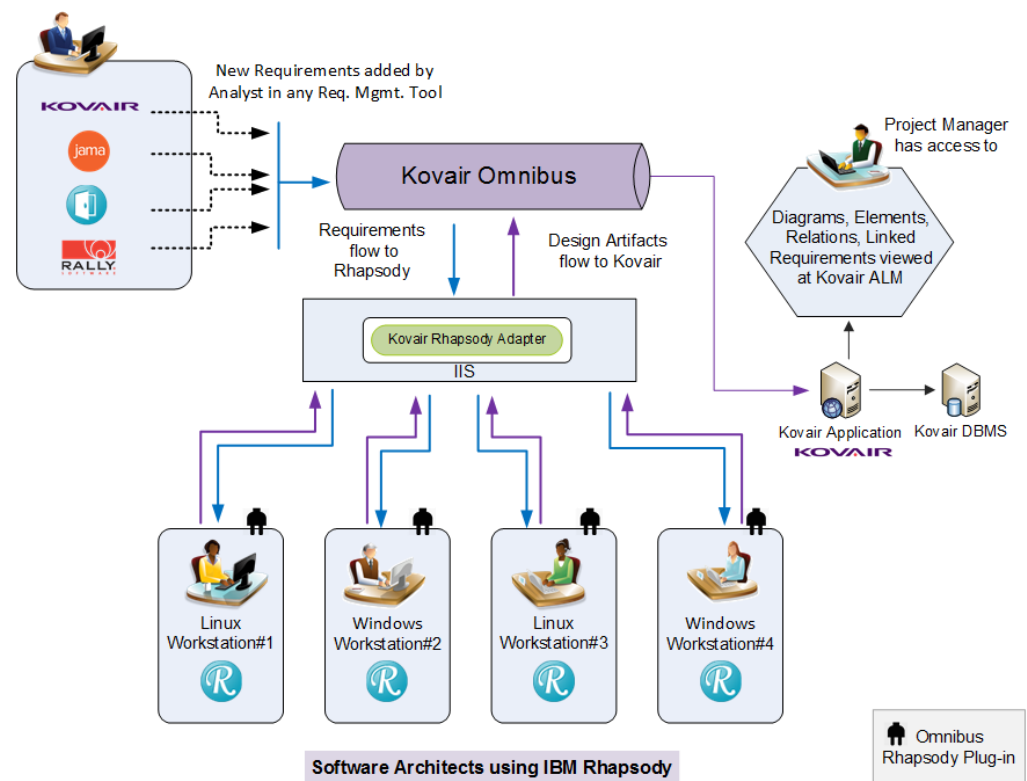 New Requirements added by
Analyst in any Req. Mgmt. Tool
KOVAIR
jama
RALLY
SOFTWARE
Kovair Omnibus
Project Manager
has access to
Diagrams, Elements,
Relations, Linked
Requirements viewed
at Kovair ALM
Requirements
flow to
Rhapsody
Design Artifacts
flow to Kovair
Kovair Rhapsody Adapter
IIS
Kovair Application
KOVAIR
Kovair DBMS
Linux
Workstation#1
R
Windows
Workstation#2
R
Linux
Workstation#3
R
Windows
Workstation#4
R
Software Architects using IBM Rhapsody
Omnibus
Rhapsody Plug-in